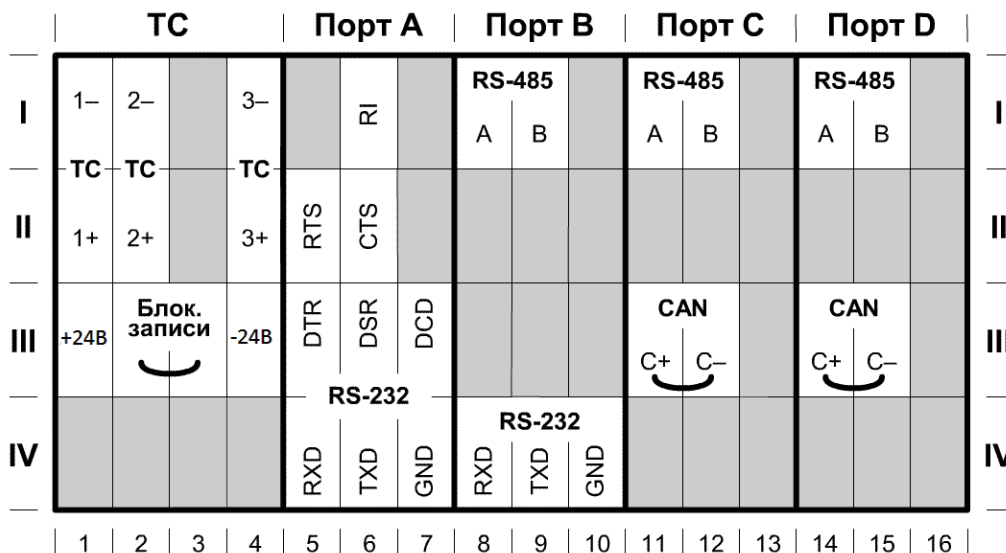 ТС Порт A Порт B Порт C Порт D
I 1– 2– 3– RI RS-485 A B RS-485 A B RS-485 A B I
ТС ТС ТС
II 1+ 2+ 3+ RTS CTS II
III +24В Блок. записи -24В DTR DSR DCD CAN C+ C– CAN C+ C– III
RS-232
IV RXD TXD GND RS-232 RXD TXD GND IV
1 2 3 4 5 6 7 8 9 10 11 12 13 14 15 16